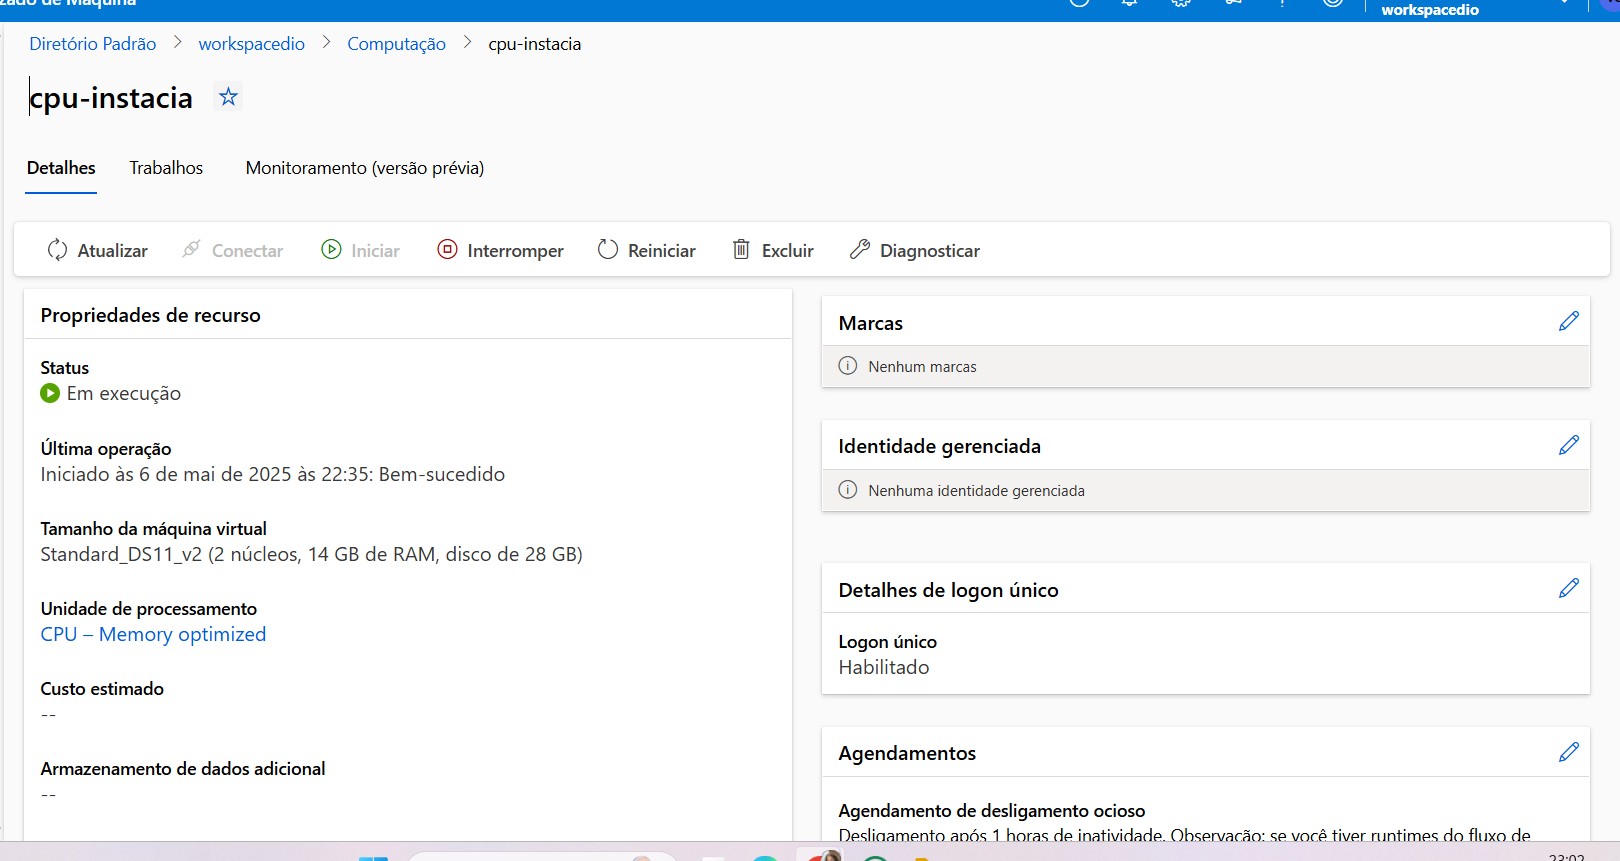 zado de Máquina
workspacedio
Diretório Padrão > workspacedio > Computação > cpu-instacia
cpu-instacia
Detalhes Trabalhos Monitoramento (versão prévia)
Atualizar Conectar Iniciar Interromper Reiniciar Excluir Diagnosticar
Propriedades de recurso
Status
Em execução
Última operação
Iniciado às 6 de mai de 2025 às 22:35: Bem-sucedido
Tamanho da máquina virtual
Standard_DS11_v2 (2 núcleos, 14 GB de RAM, disco de 28 GB)
Unidade de processamento
CPU – Memory optimized
Custo estimado
--
Armazenamento de dados adicional
--
Marcas
Nenhum marcas
Identidade gerenciada
Nenhuma identidade gerenciada
Detalhes de logon único
Logon único
Habilitado
Agendamentos
Agendamento de desligamento ocioso
Desligamento após 1 horas de inatividade. Observação: se você tiver runtimes do fluxo de
23:02